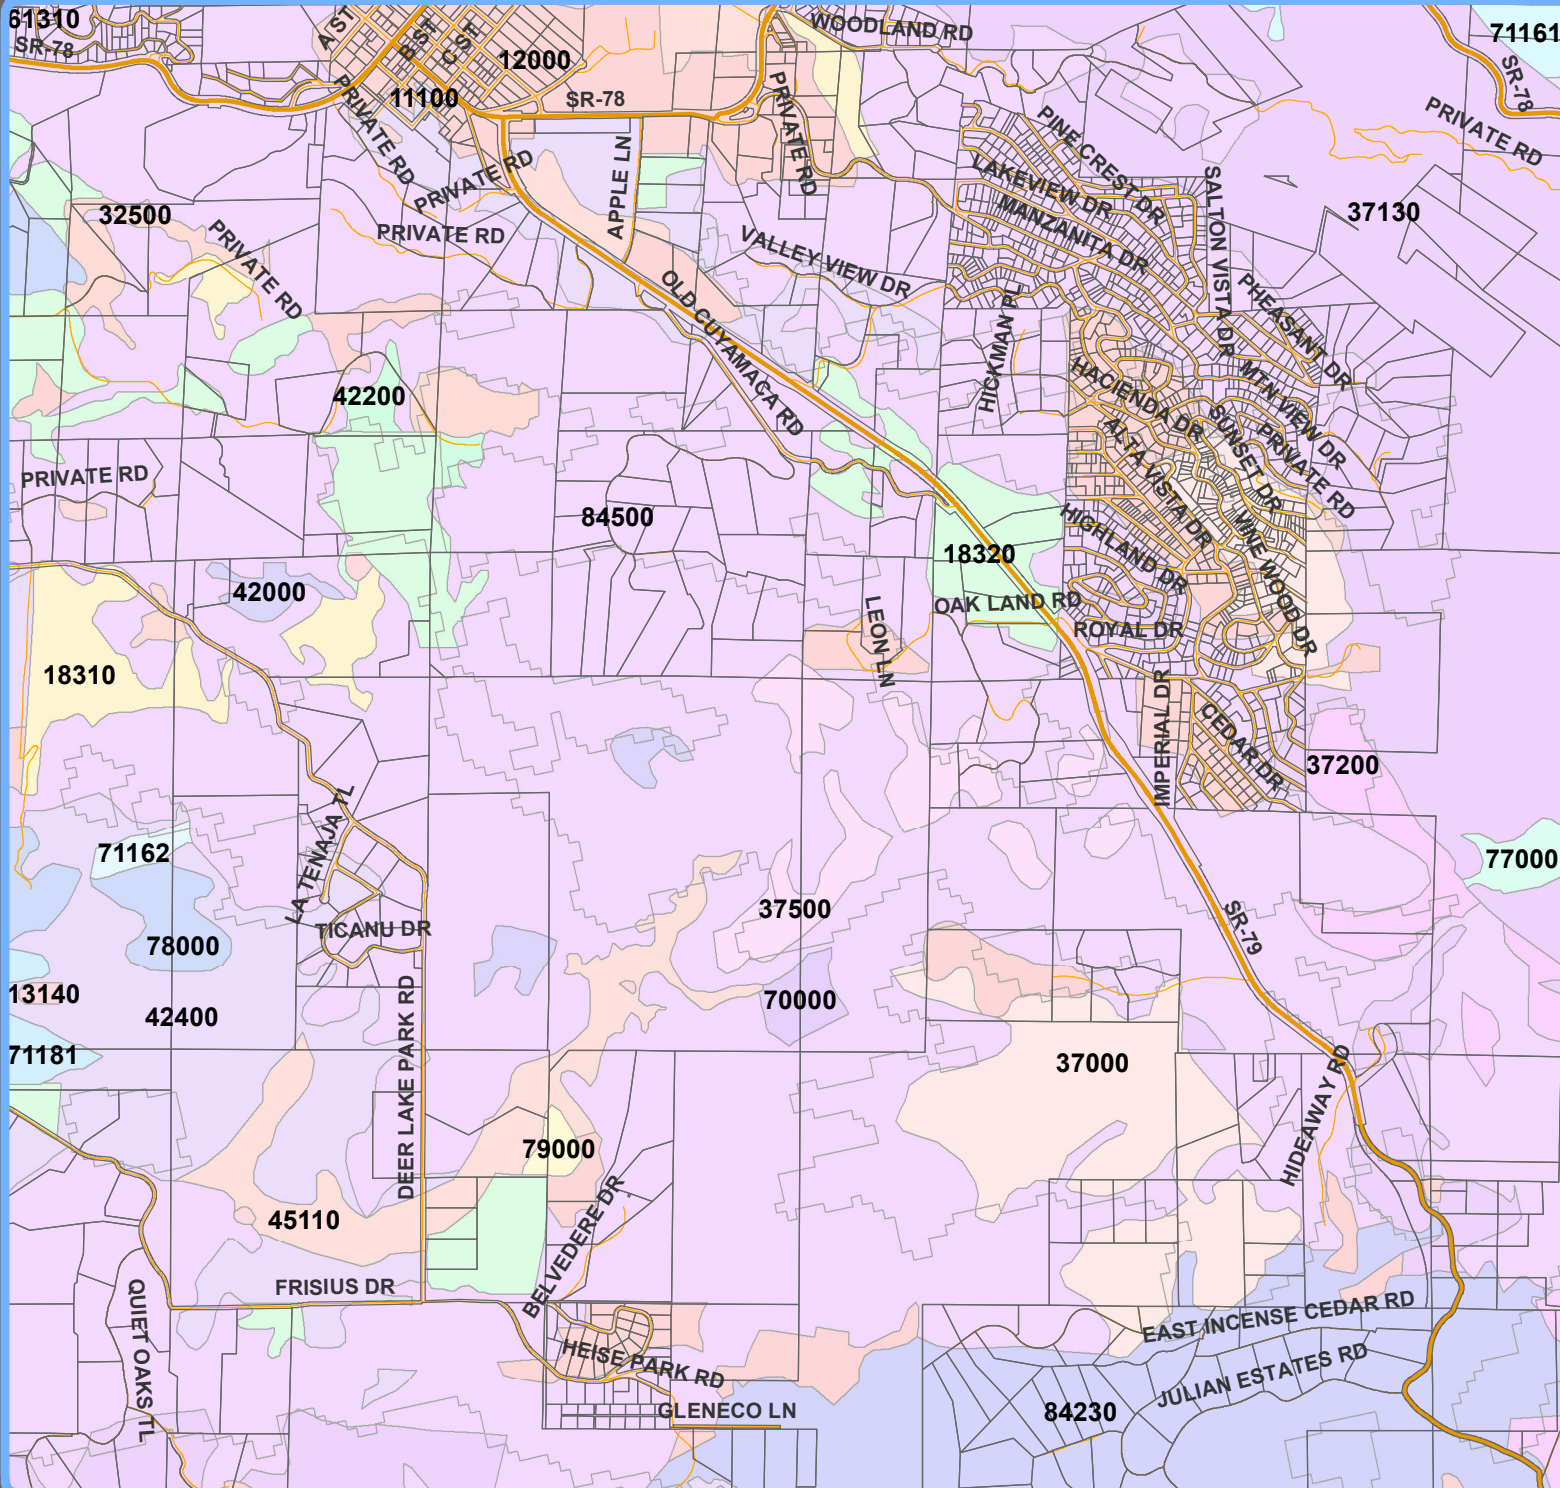 61310
SR-78
A ST
B ST
C ST
12000
11100
WOODLAND RD
71161
SR-78
SR-78
PRIVATE RD
PRIVATE RD
PRIVATE RD
PRIVATE RD
PRIVATE RD
APPLE LN
PINE CREST DR
LAKEVIEW DR
MANZANITA DR
SALTON VISTA DR
37130
32500
PRIVATE RD
VALLEY VIEW DR
OLD CUYAMACA RD
HICKMAN PL
PHEASANT DR
MTN VIEW DR
HACIENDA DR
SUNSET DR
PRIVATE RD
ALTA VISTA DR
42200
PRIVATE RD
84500
HIGHLAND DR
VINE WOOD DR
18320
42000
OAK LAND RD
LEON LN
ROYAL DR
18310
IMPERIAL DR
CEDAR DR
37200
LA TENAJA TL
71162
77000
37500
SR-79
TICANU DR
78000
13140
70000
42400
DEER LAKE PARK RD
71181
37000
HIDEAWAY RD
79000
45110
BELVEDERE DR
FRISIUS DR
QUIET OAKS TL
EAST INCENSE CEDAR RD
HEISE PARK RD
JULIAN ESTATES RD
GLENECO LN
84230